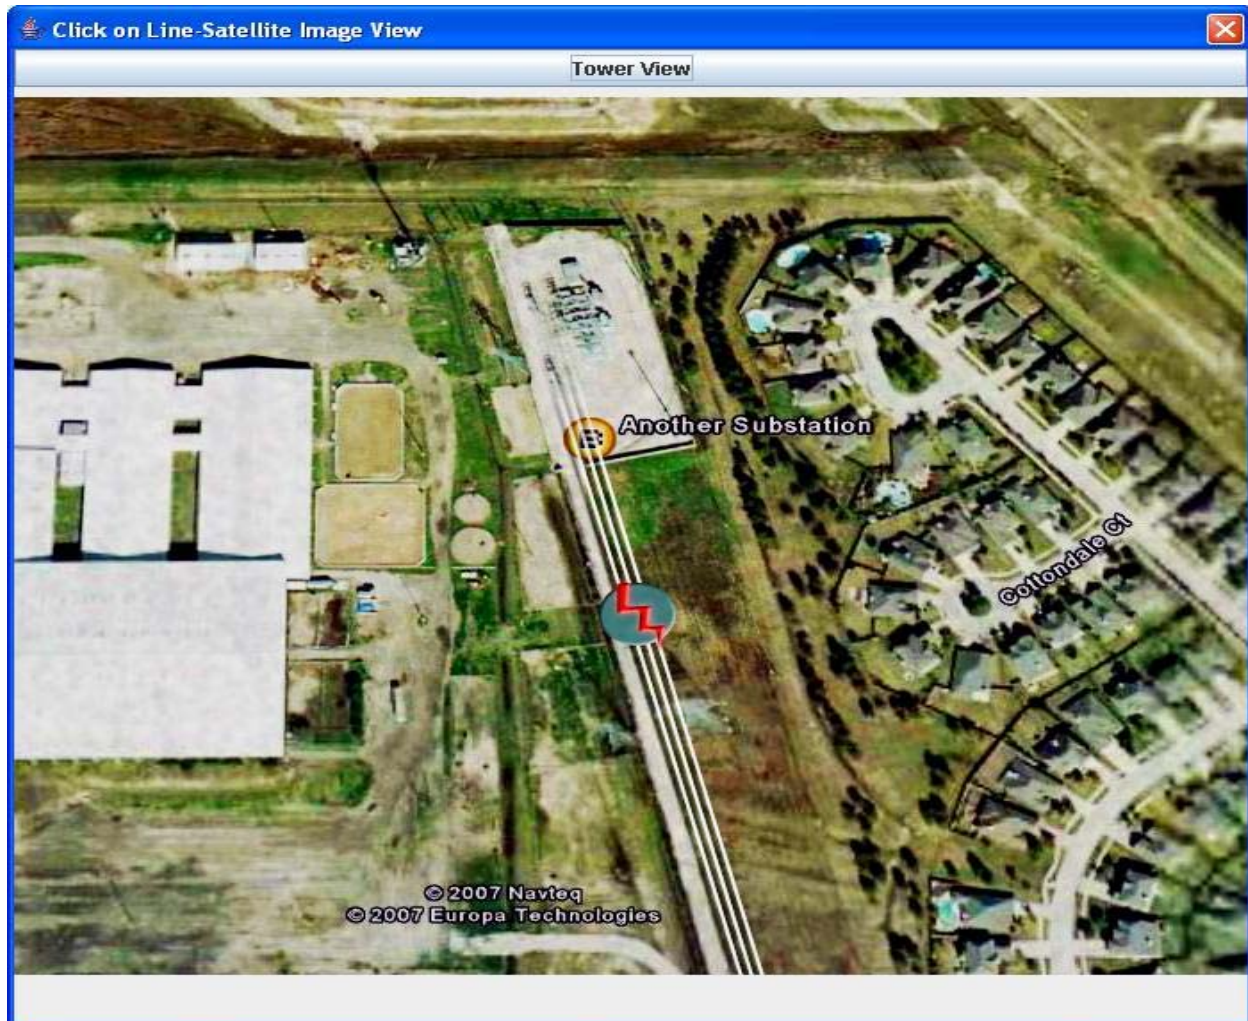 Click on Line-Satellite Image View
Tower View
Another Substation
Cottondale Ct
© 2007 Navteq
© 2007 Europa Technologies